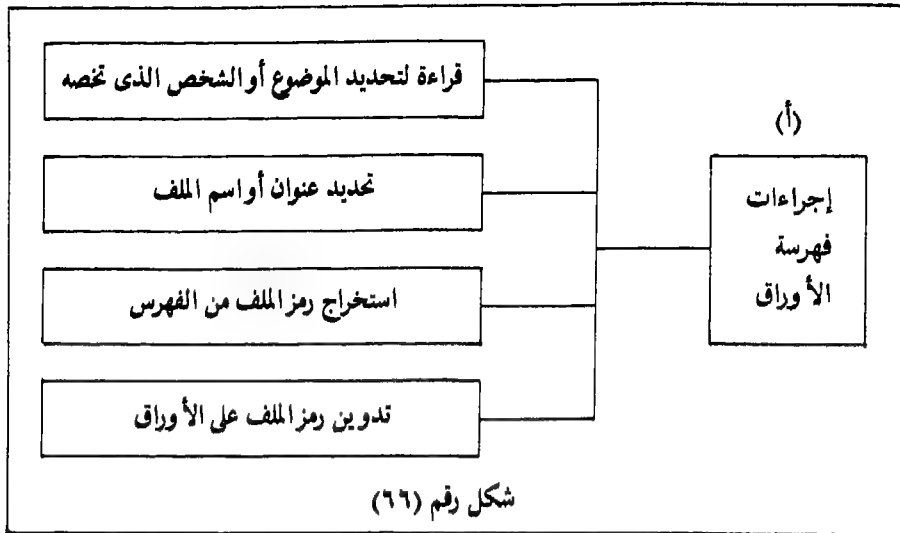 (أ)
إجراءات
فهرسة
الأوراق
قراءة لتحديد الموضوع أو الشخص الذى تخصه
تحديد عنوان أو اسم الملف
استخراج رمز الملف من الفهرس
تدوين رمز الملف على الأوراق
شكل رقم (٦٦)